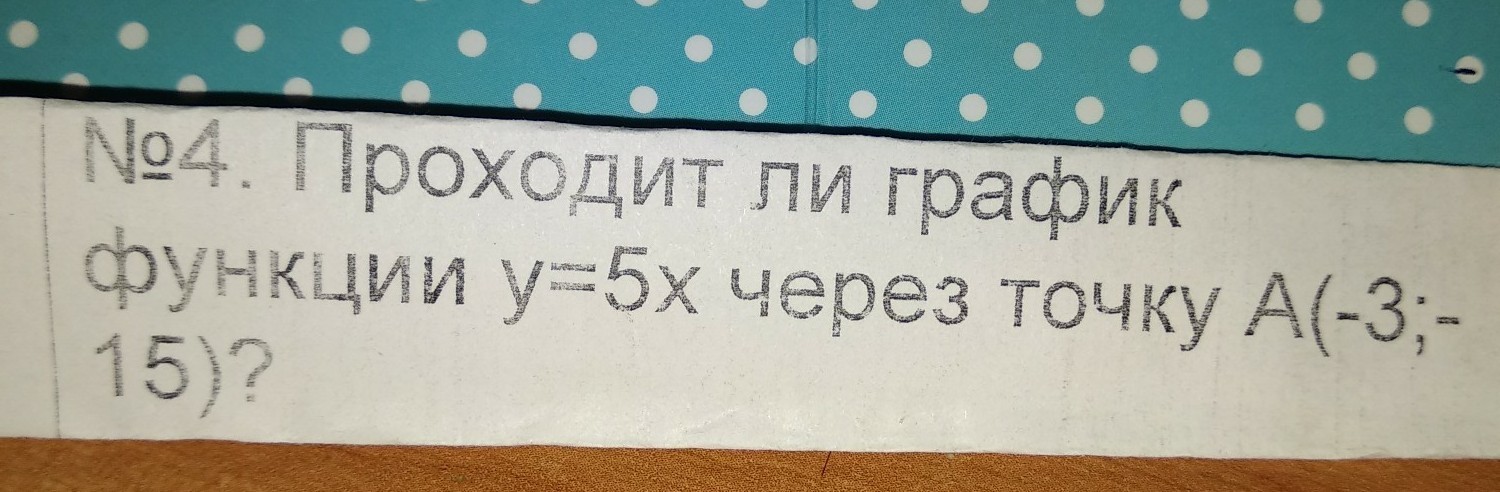 №4. Проходит ли график
функции у=5х через точку А(-3;-
15)?